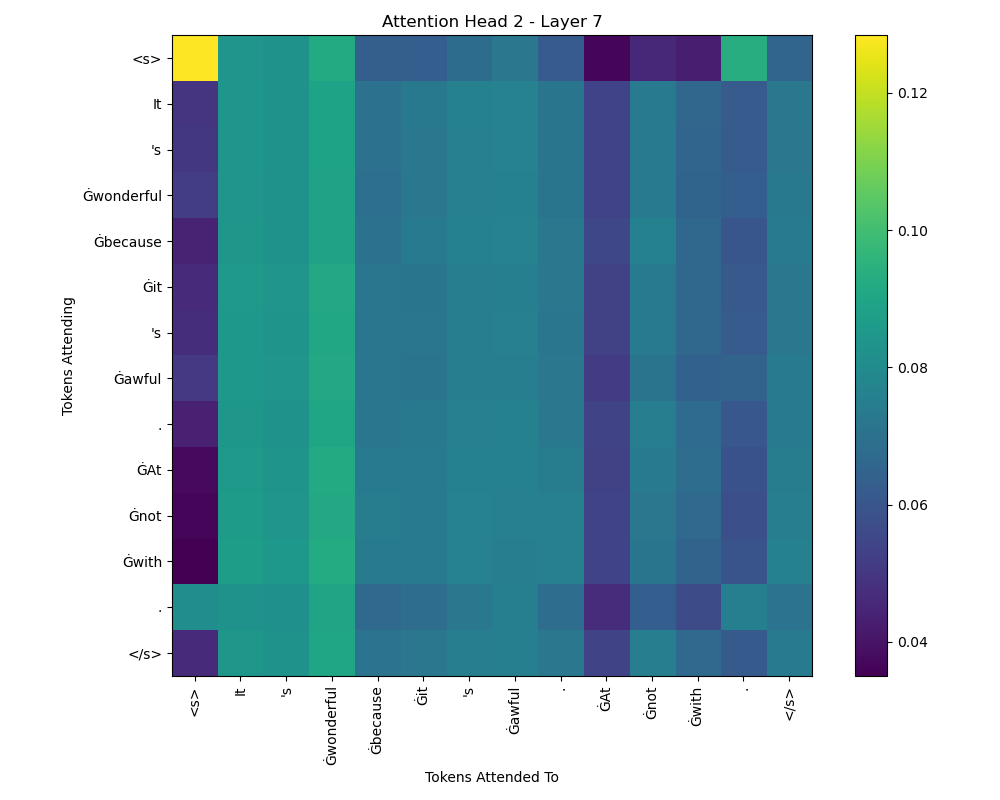 Attention Head 2 - Layer 7
Tokens Attending
<s>
It
's
Ġwonderful
Ġbecause
Ġit
's
Ġawful
.
ĠAt
Ġnot
Ġwith
.
</s>
<s>
It
's
Ġwonderful
Ġbecause
Ġit
's
Ġawful
.
ĠAt
Ġnot
Ġwith
.
</s>
Tokens Attended To
0.12
0.10
0.08
0.06
0.04